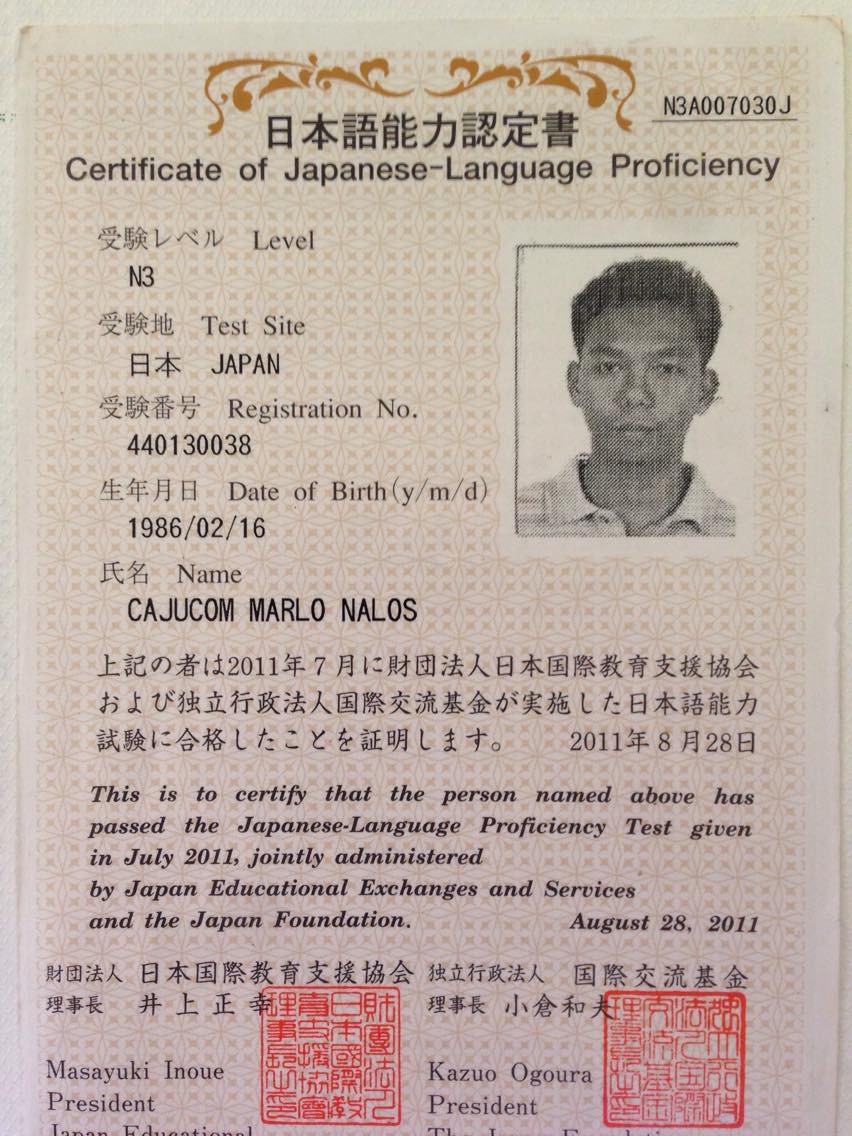 N3A007030J
日本語能力認定書
Certificate of Japanese-Language Proficiency
受験レベル Level
N3
受験地 Test Site
日本 JAPAN
受験番号 Registration No.
440130038
生年月日 Date of Birth(y/m/d)
1986/02/16
氏名 Name
CAJUCOM MARLO NALOS
上記の者は2011年7月に財団法人日本国際教育支援協会
および独立行政法人国際交流基金が実施した日本語能力
試験に合格したことを証明します。 2011年8月28日
This is to certify that the person named above has
passed the Japanese-Language Proficiency Test given
in July 2011, jointly administered
by Japan Educational Exchanges and Services
and the Japan Foundation. August 28, 2011
財団法人 日本国際教育支援協会
理事長 井上正幸
Masayuki Inoue
President
Japan Educational
独立行政法人 国際交流基金
理事長 小倉和夫
Kazuo Ogoura
President
The Japan Foundation